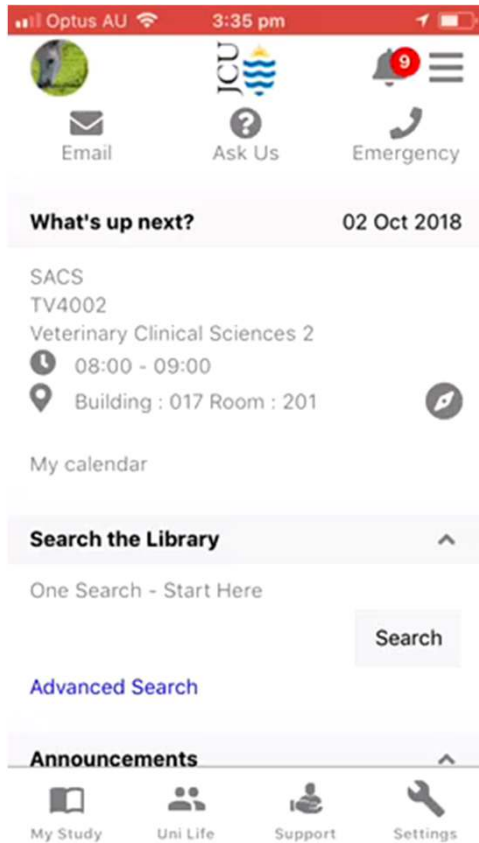 Optus AU 3:35 pm
JCU
9
Email Ask Us Emergency
What's up next? 02 Oct 2018
SACS
TV4002
Veterinary Clinical Sciences 2
08:00 - 09:00
Building : 017 Room : 201
My calendar
Search the Library
One Search - Start Here
Search
Advanced Search
Announcements
My Study Uni Life Support Settings